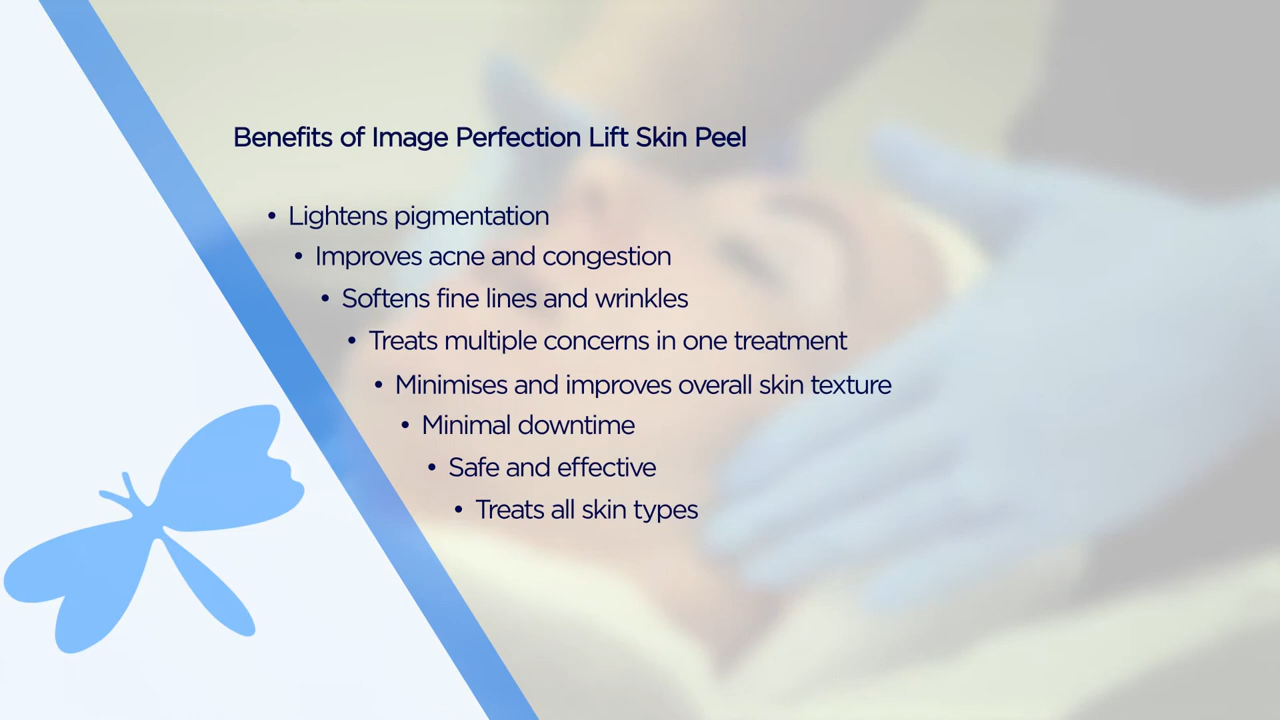 Benefits of Image Perfection Lift Skin Peel
• Lightens pigmentation
• Improves acne and congestion
• Softens fine lines and wrinkles
• Treats multiple concerns in one treatment
• Minimises and improves overall skin texture
• Minimal downtime
• Safe and effective
• Treats all skin types